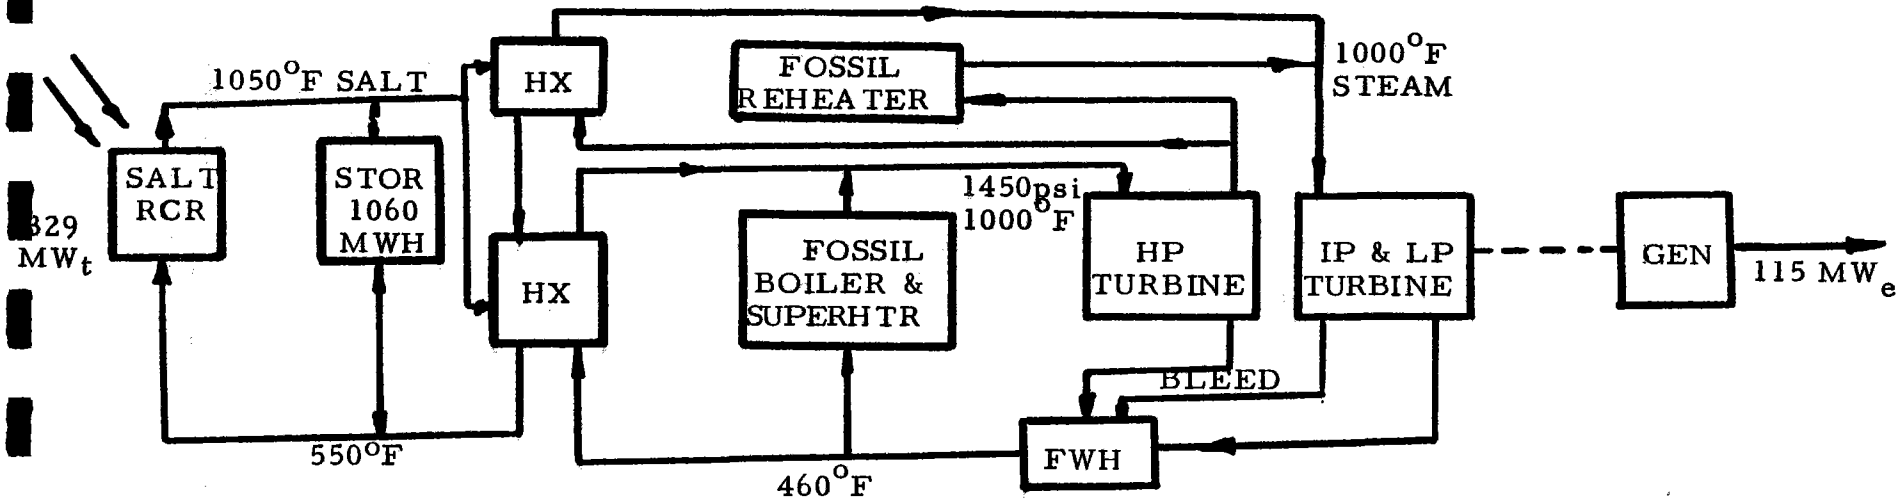 1050°F SALT
SALT
RCR
329
MWt
STOR
1060
MWH
550°F
HX
HX
FOSSIL
REHEATER
FOSSIL
BOILER &
SUPERHTR
460°F
1450psi
1000°F
1000°F
STEAM
HP
TURBINE
IP & LP
TURBINE
BLEED
FWH
GEN
115 MWe